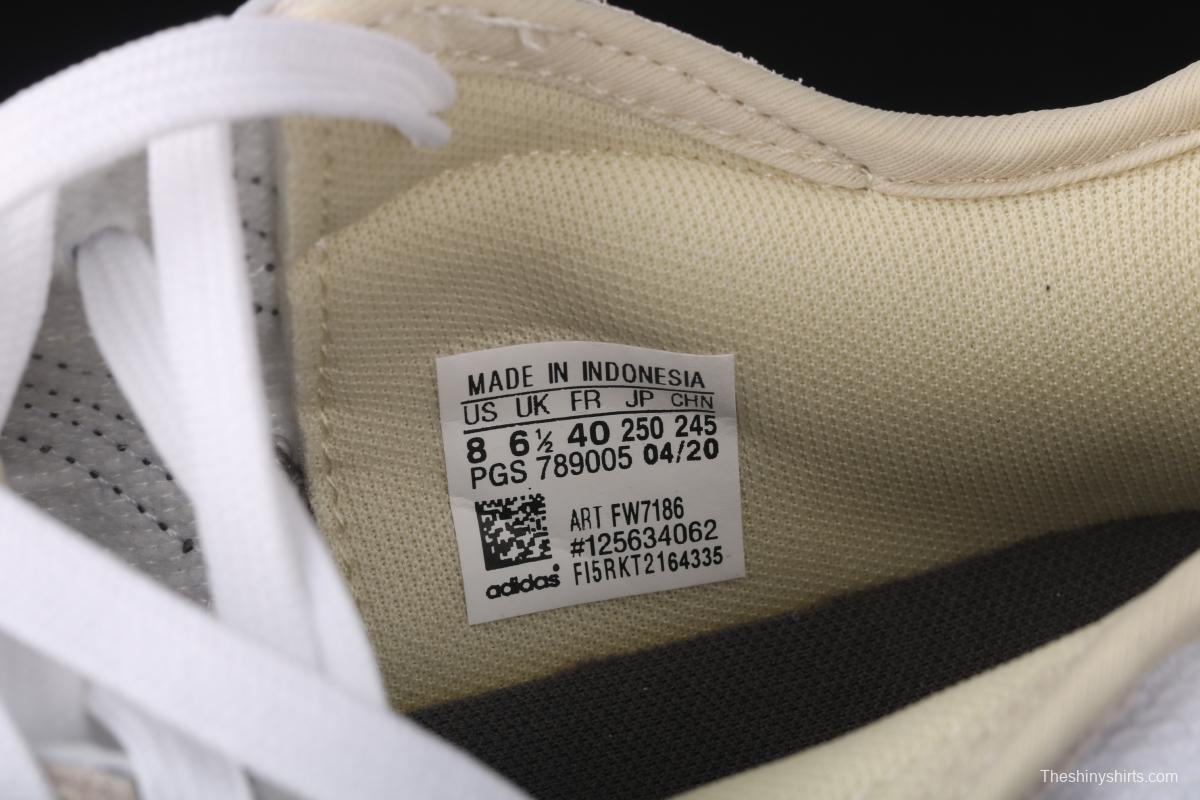 MADE IN INDONESIA
US UK FR JP CHN
8 6½ 40 250 245
PGS 789005 04/20
ART FW7186
#125634062
FI5RKT2164335
adidas
Theshinyshirts.com